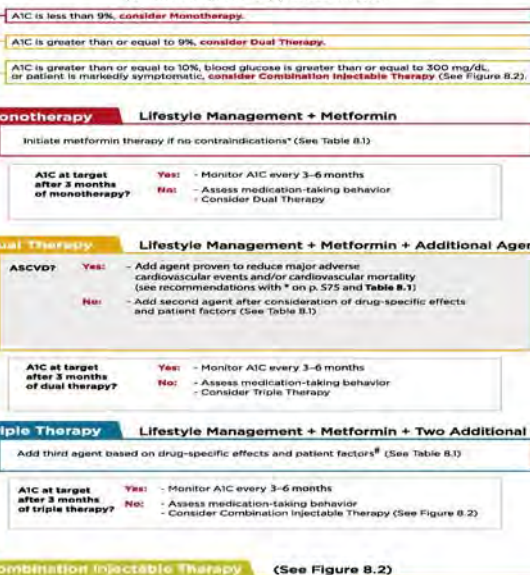 A1C is less than 9%, consider Monotherapy.
A1C is greater than or equal to 9%, consider Dual Therapy.
A1C is greater than or equal to 10%, blood glucose is greater than or equal to 300 mg/dL,
or patient is markedly symptomatic, consider Combination Injectable Therapy (See Figure 8.2).
onotherapy Lifestyle Management + Metformin
Initiate metformin therapy if no contraindications* (See Table 8.1)
A1C at target
after 3 months
of monotherapy?
Yes: - Monitor A1C every 3–6 months
No: - Assess medication-taking behavior
- Consider Dual Therapy
ual Therapy Lifestyle Management + Metformin + Additional Agen
ASCVD? Yes: - Add agent proven to reduce major adverse
cardiovascular events and/or cardiovascular mortality
(see recommendations with * on p. S75 and Table 8.1)
No: - Add second agent after consideration of drug-specific effects
and patient factors (See Table 8.1)
A1C at target
after 3 months
of dual therapy?
Yes: - Monitor A1C every 3–6 months
No: - Assess medication-taking behavior
- Consider Triple Therapy
iple Therapy Lifestyle Management + Metformin + Two Additional
Add third agent based on drug-specific effects and patient factors# (See Table 8.1)
A1C at target
after 3 months
of triple therapy?
Yes: - Monitor A1C every 3–6 months
No: - Assess medication-taking behavior
- Consider Combination Injectable Therapy (See Figure 8.2)
ombination Injectable Therapy (See Figure 8.2)